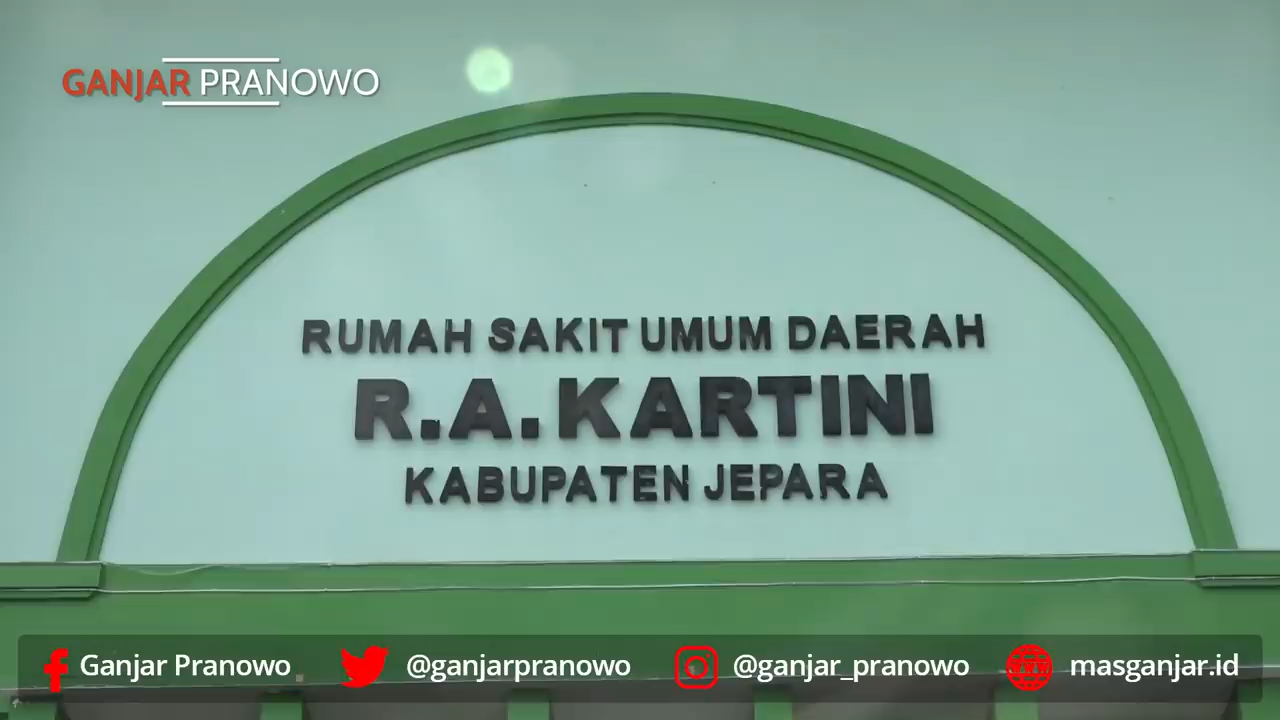 GANJAR PRANOWO
RUMAH SAKIT UMUM DAERAH
R.A.KARTINI
KABUPATEN JEPARA
Ganjar Pranowo @ganjarpranowo @ganjar_pranowo masganjar.id